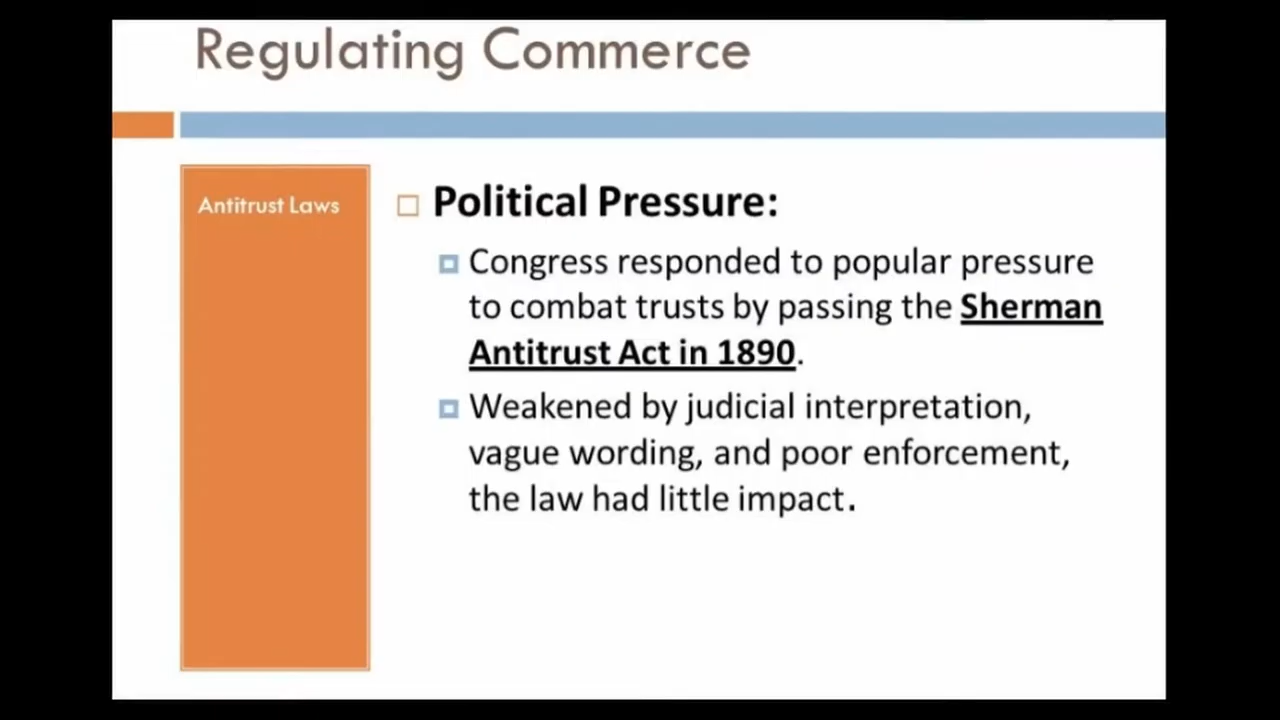 Regulating Commerce
Antitrust Laws
Political Pressure:
Congress responded to popular pressure
to combat trusts by passing the Sherman
Antitrust Act in 1890.
Weakened by judicial interpretation,
vague wording, and poor enforcement,
the law had little impact.